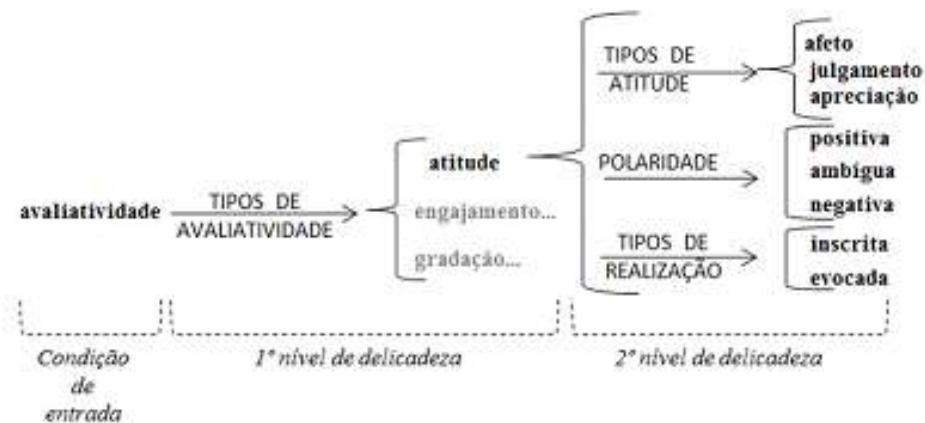 avaliatividade
TIPOS DE
AVALIATIVIDADE
atitude
engajamento...
gradação...
TIPOS DE
ATITUDE
afeto
julgamento
apreciação
POLARIDADE
positiva
ambígua
negativa
TIPOS DE
REALIZAÇÃO
inscrita
evocada
Condição
de
entrada
1º nível de delicadeza
2º nível de delicadeza